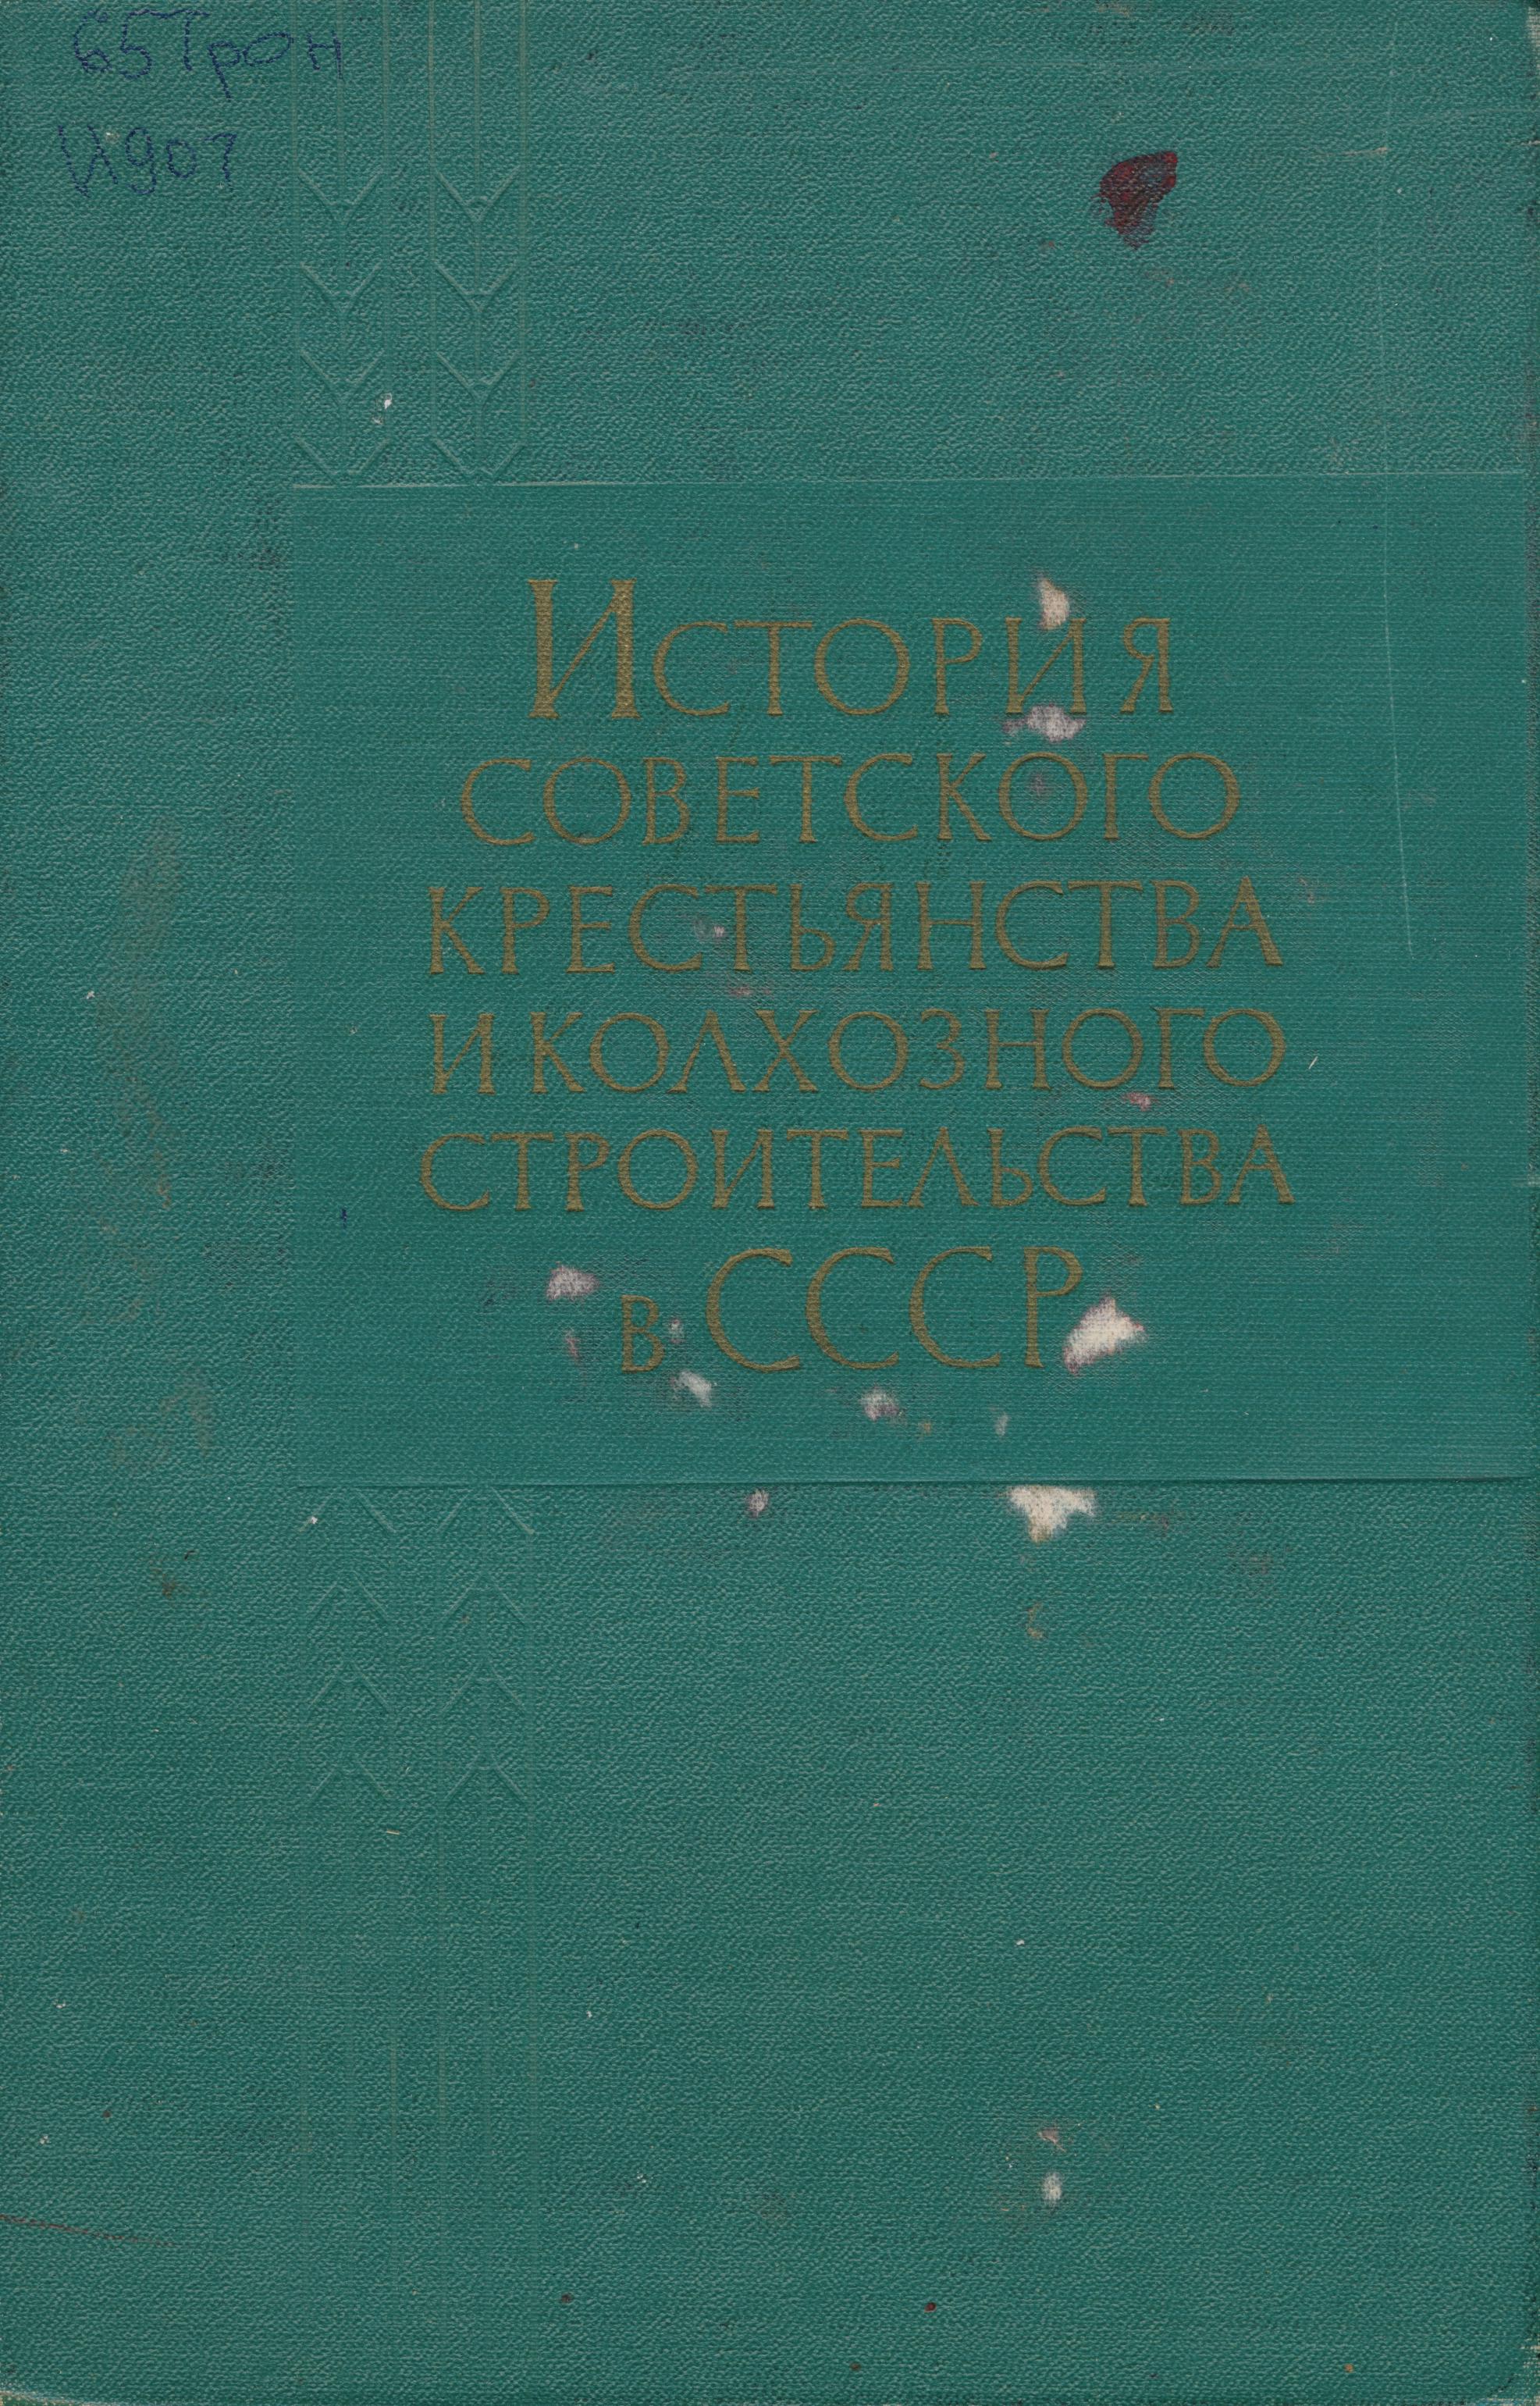 65Трон
И907
История
советского
крестьянства
и колхозного
строительства
в СССР